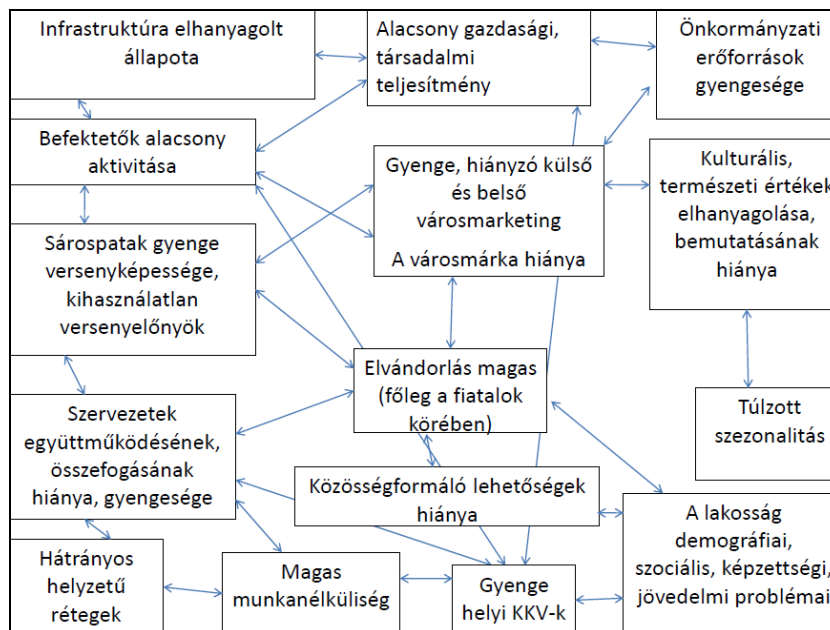 Infrastruktúra elhanyagolt
állapota
Alacsony gazdasági,
társadalmi
teljesítmény
Önkormányzati
erőforrások
gyengesége
Befektetők alacsony
aktivitása
Gyenge, hiányzó külső
és belső
városmarketing
A városmárka hiánya
Kulturális,
természeti értékek
elhanyagolása,
bemutatásának
hiánya
Sárospatak gyenge
versenyképessége,
kihasználatlan
versenyelőnyök
Elvándorlás magas
(főleg a fiatalok
körében)
Túlzott
szezonalitás
Szervezetek
együttműködésének,
összefogásának
hiánya, gyengesége
Közösségformáló lehetőségek
hiánya
A lakosság
demográfiai,
szociális, képzettségi,
jövedelmi problémái
Hátrányos
helyzetű
rétegek
Magas
munkanélküliség
Gyenge
helyi KKV-k